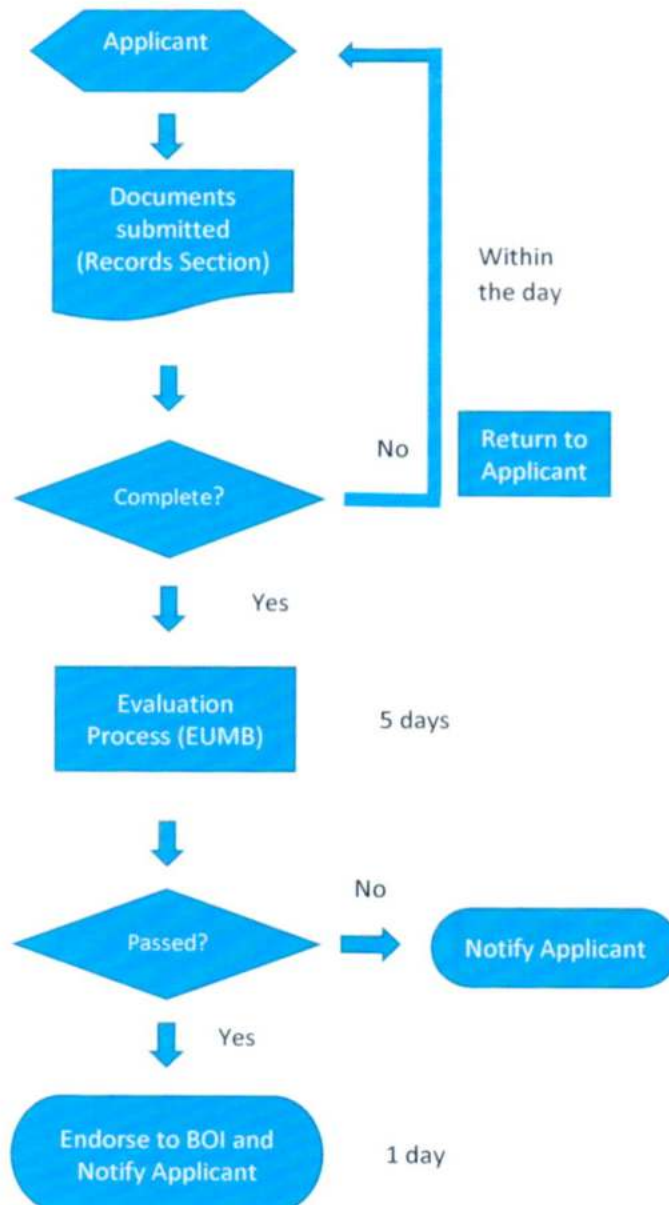 Applicant
Documents
submitted
(Records Section)
Within
the day
No
Return to
Applicant
Complete?
Yes
Evaluation
Process (EUMB)
5 days
No
Passed?
Notify Applicant
Yes
Endorse to BOI and
Notify Applicant
1 day